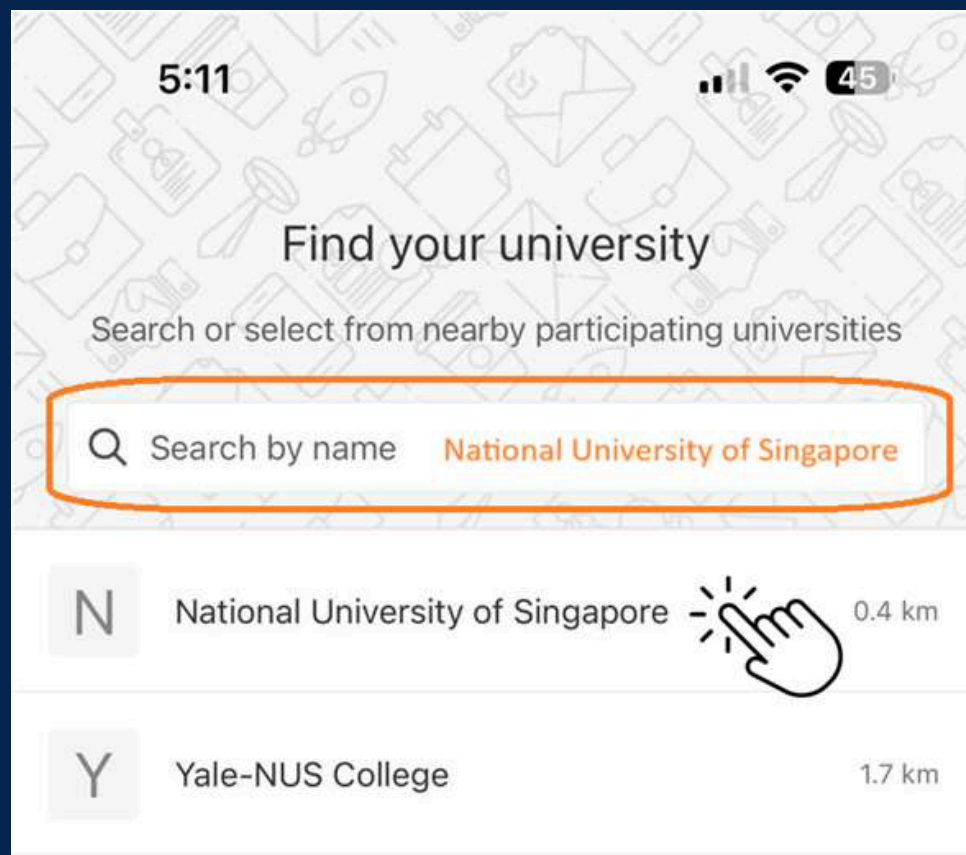 5:11 45
Find your university
Search or select from nearby participating universities
Search by name National University of Singapore
N National University of Singapore 0.4 km
Y Yale-NUS College 1.7 km